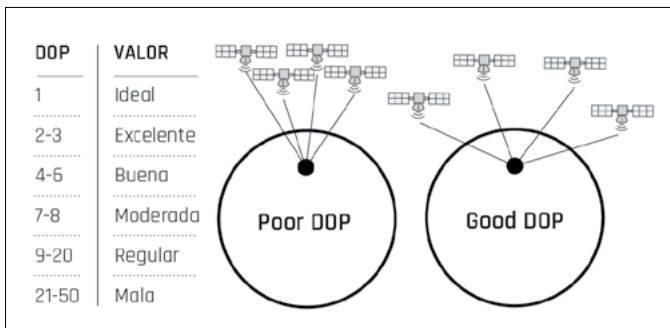 DOP VALOR
1 Ideal
2-3 Excelente
4-6 Buena
7-8 Moderada
9-20 Regular
21-50 Mala
Poor DOP
Good DOP